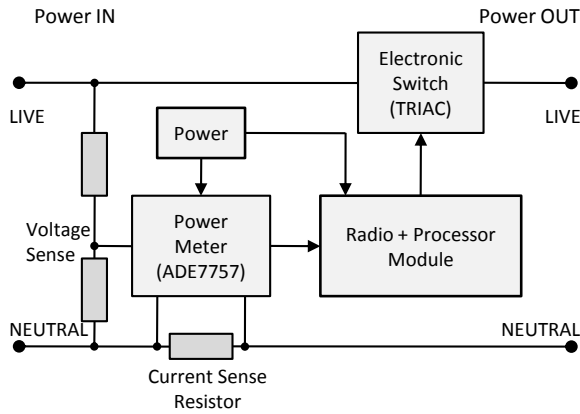 Power IN
Power OUT
Electronic
Switch
(TRIAC)
LIVE
LIVE
Power
Voltage
Sense
Power
Meter
(ADE7757)
Radio + Processor
Module
NEUTRAL
NEUTRAL
Current Sense
Resistor